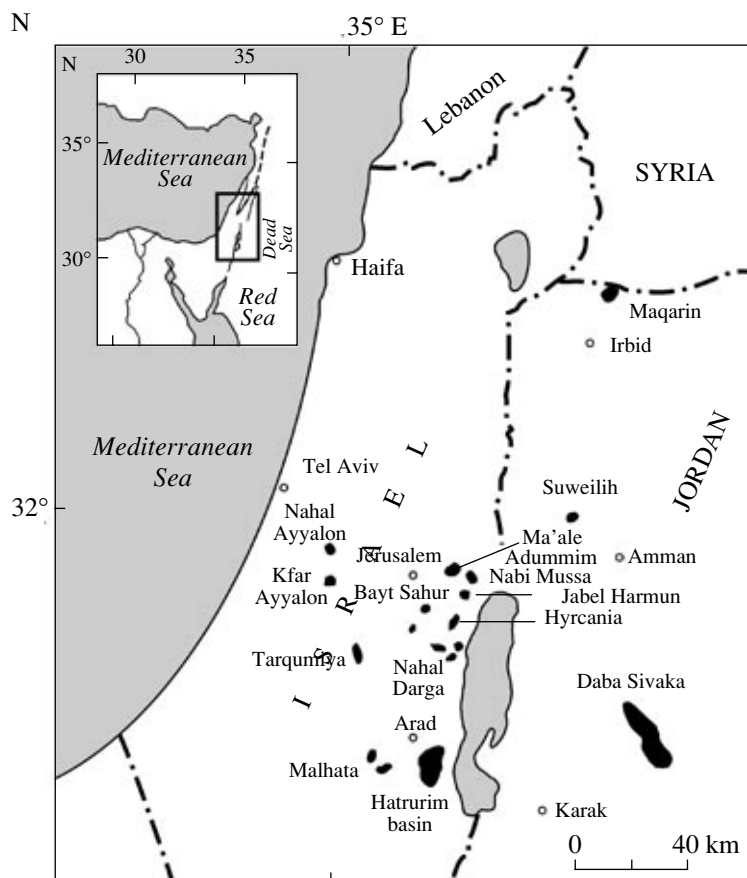 N
35° E
N
30
35
35°
30°
Mediterranean
Sea
Dead
Sea
Red
Sea
Lebanon
SYRIA
Haifa
Maqarin
Irbid
Mediterranean
Sea
ISRAEL
JORDAN
Tel Aviv
32°
Nahal
Ayyalon
Suweilih
Kfar
Ayyalon
Jerusalem
Ma'ale
Adummim
Amman
Nabi Mussa
Bayt Sahur
Jabel Harmun
Hyrcania
Tarqumiya
Nahal
Darga
Daba Sivaka
Arad
Malhata
Hatrurim
basin
Karak
0 40 km